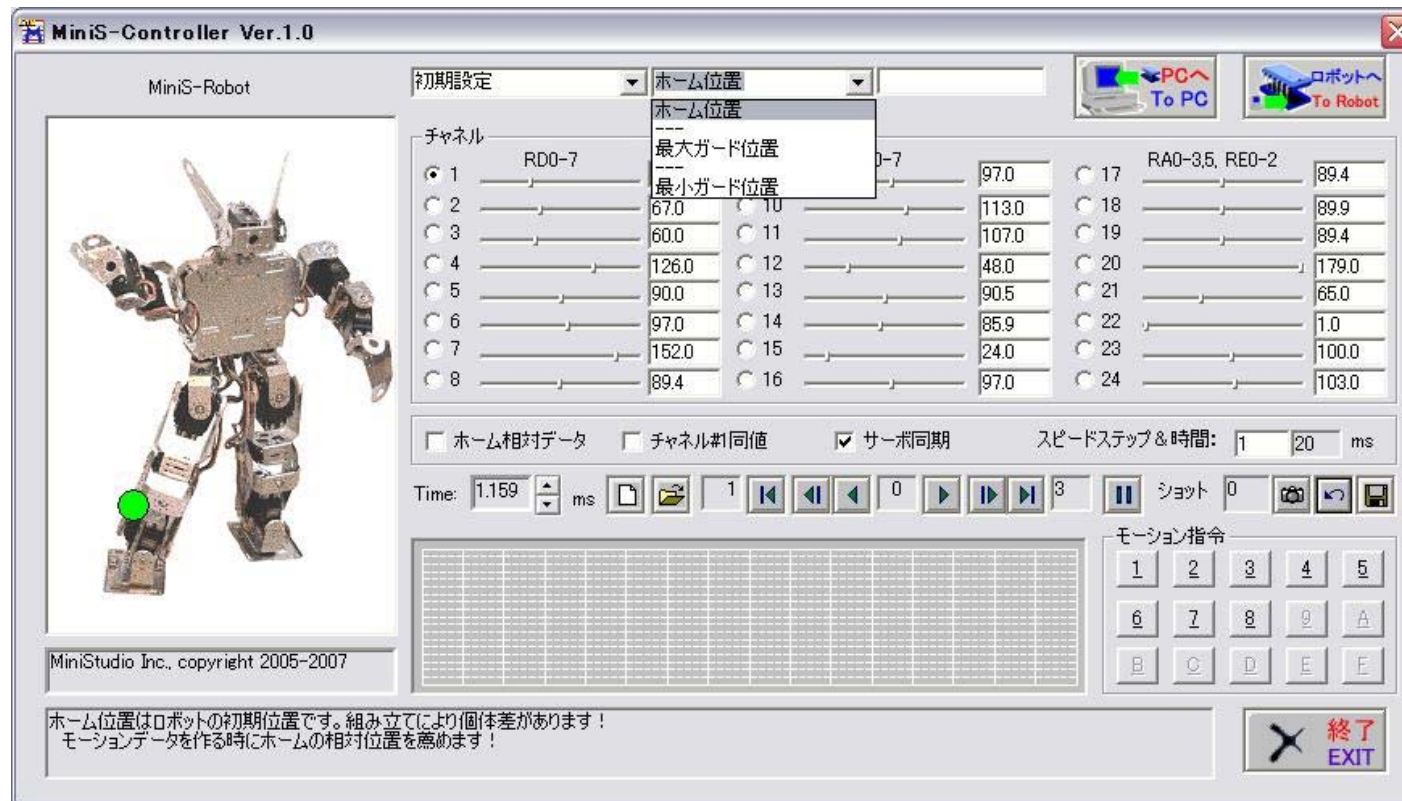 MiniS-Controller Ver.1.0
MiniS-Robot
初期設定
ホーム位置
PCへ
To PC
ロボットへ
To Robot
ホーム位置
---
最大ガード位置
---
最小ガード位置
チャネル
RD0-7
0-7
RA0-3,5, RE0-2
1
97.0
17
89.4
2
67.0
10
113.0
18
89.9
3
60.0
11
107.0
19
89.4
4
126.0
12
48.0
20
179.0
5
90.0
13
90.5
21
65.0
6
97.0
14
85.9
22
1.0
7
152.0
15
24.0
23
100.0
8
89.4
16
97.0
24
103.0
ホーム相対データ
チャネル#1同値
サーボ同期
スピードステップ&時間:
1
20
ms
Time:
1.159
ms
1
0
3
ショット
0
モーション指令
1 2 3 4 5
6 7 8 9 A
B C D E F
MiniStudio Inc., copyright 2005-2007
ホーム位置はロボットの初期位置です。組み立てにより個体差があります!
モーションデータを作る時にホームの相対位置を薦めます!
終了
EXIT